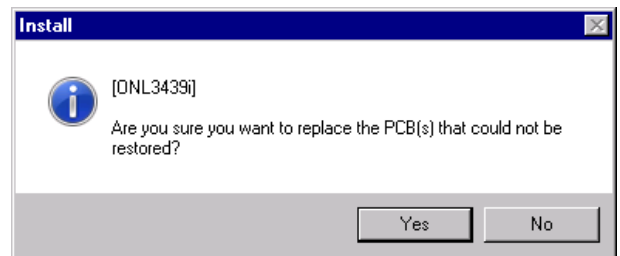 Install
[ONL3439i]
Are you sure you want to replace the PCB(s) that could not be
restored?
Yes No